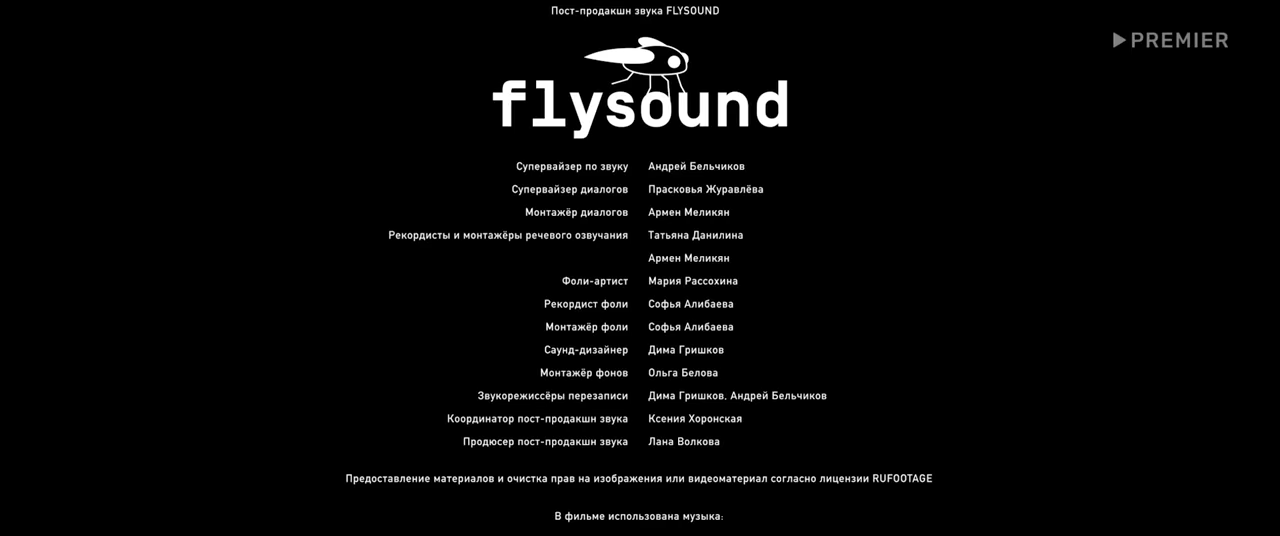 Пост-продакшн звука FLYSOUND
PREMIER
flysound
Супервайзер по звуку Андрей Бельчиков
Супервайзер диалогов Прасковья Журавлёва
Монтажёр диалогов Армен Меликян
Рекордисты и монтажёры речевого озвучания Татьяна Данилина
Армен Меликян
Фоли-артист Мария Рассохина
Рекордист фоли Софья Алибаева
Монтажёр фоли Софья Алибаева
Саунд-дизайнер Дима Гришков
Монтажёр фонов Ольга Белова
Звукорежиссёры перезаписи Дима Гришков, Андрей Бельчиков
Координатор пост-продакшн звука Ксения Хоронская
Продюсер пост-продакшн звука Лана Волкова
Предоставление материалов и очистка прав на изображения или видеоматериал согласно лицензии RUFOOTAGE
В фильме использована музыка: